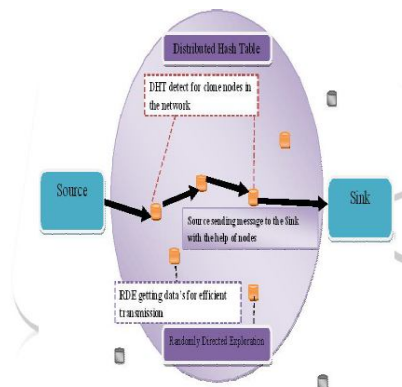 Distributed Hash Table
DHT detect for clone nodes in
the network
Source
Sink
Source sending message to the Sink
with the help of nodes
RDE getting data's for efficient
transmission
Randomly Directed Exploration